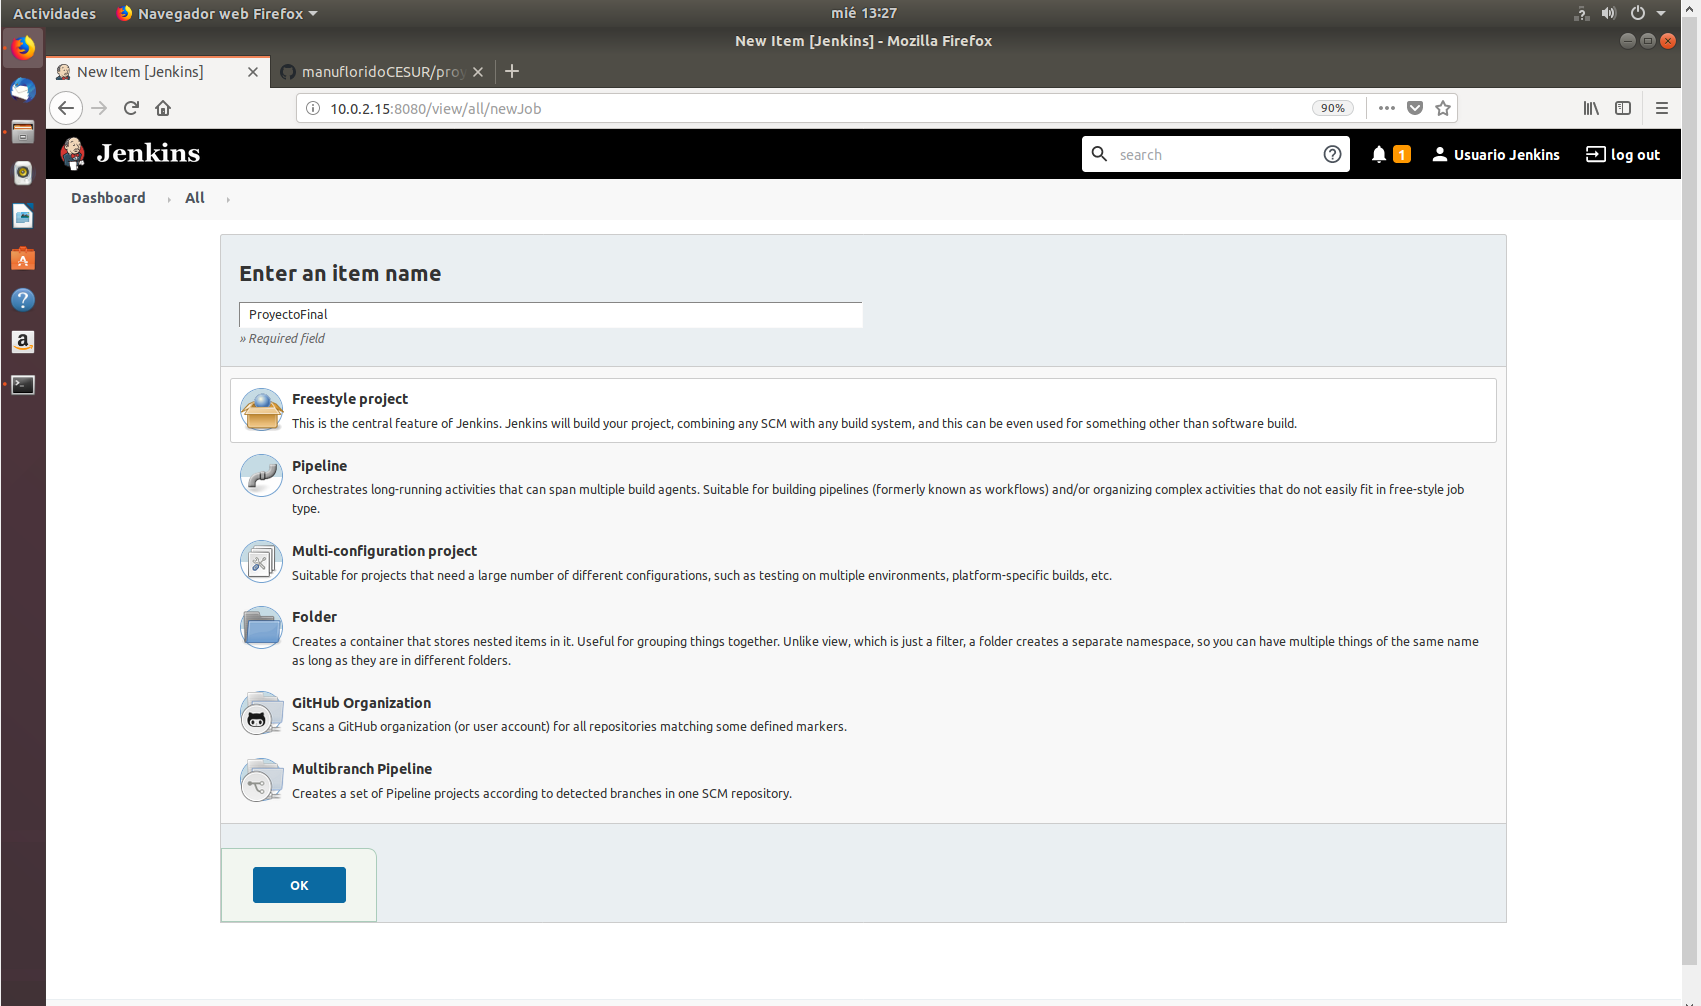 Actividades
Navegador web Firefox
mié 13:27
New Item [Jenkins] - Mozilla Firefox
New Item [Jenkins]
manufloridoCESUR/proy
10.0.2.15:8080/view/all/newJob
90%
Jenkins
search
1
Usuario Jenkins
log out
Dashboard
All
Enter an item name
ProyectoFinal
» Required field
Freestyle project
This is the central feature of Jenkins. Jenkins will build your project, combining any SCM with any build system, and this can be even used for something other than software build.
Pipeline
Orchestrates long-running activities that can span multiple build agents. Suitable for building pipelines (formerly known as workflows) and/or organizing complex activities that do not easily fit in free-style job
type.
Multi-configuration project
Suitable for projects that need a large number of different configurations, such as testing on multiple environments, platform-specific builds, etc.
Folder
Creates a container that stores nested items in it. Useful for grouping things together. Unlike view, which is just a filter, a folder creates a separate namespace, so you can have multiple things of the same name
as long as they are in different folders.
GitHub Organization
Scans a GitHub organization (or user account) for all repositories matching some defined markers.
Multibranch Pipeline
Creates a set of Pipeline projects according to detected branches in one SCM repository.
OK